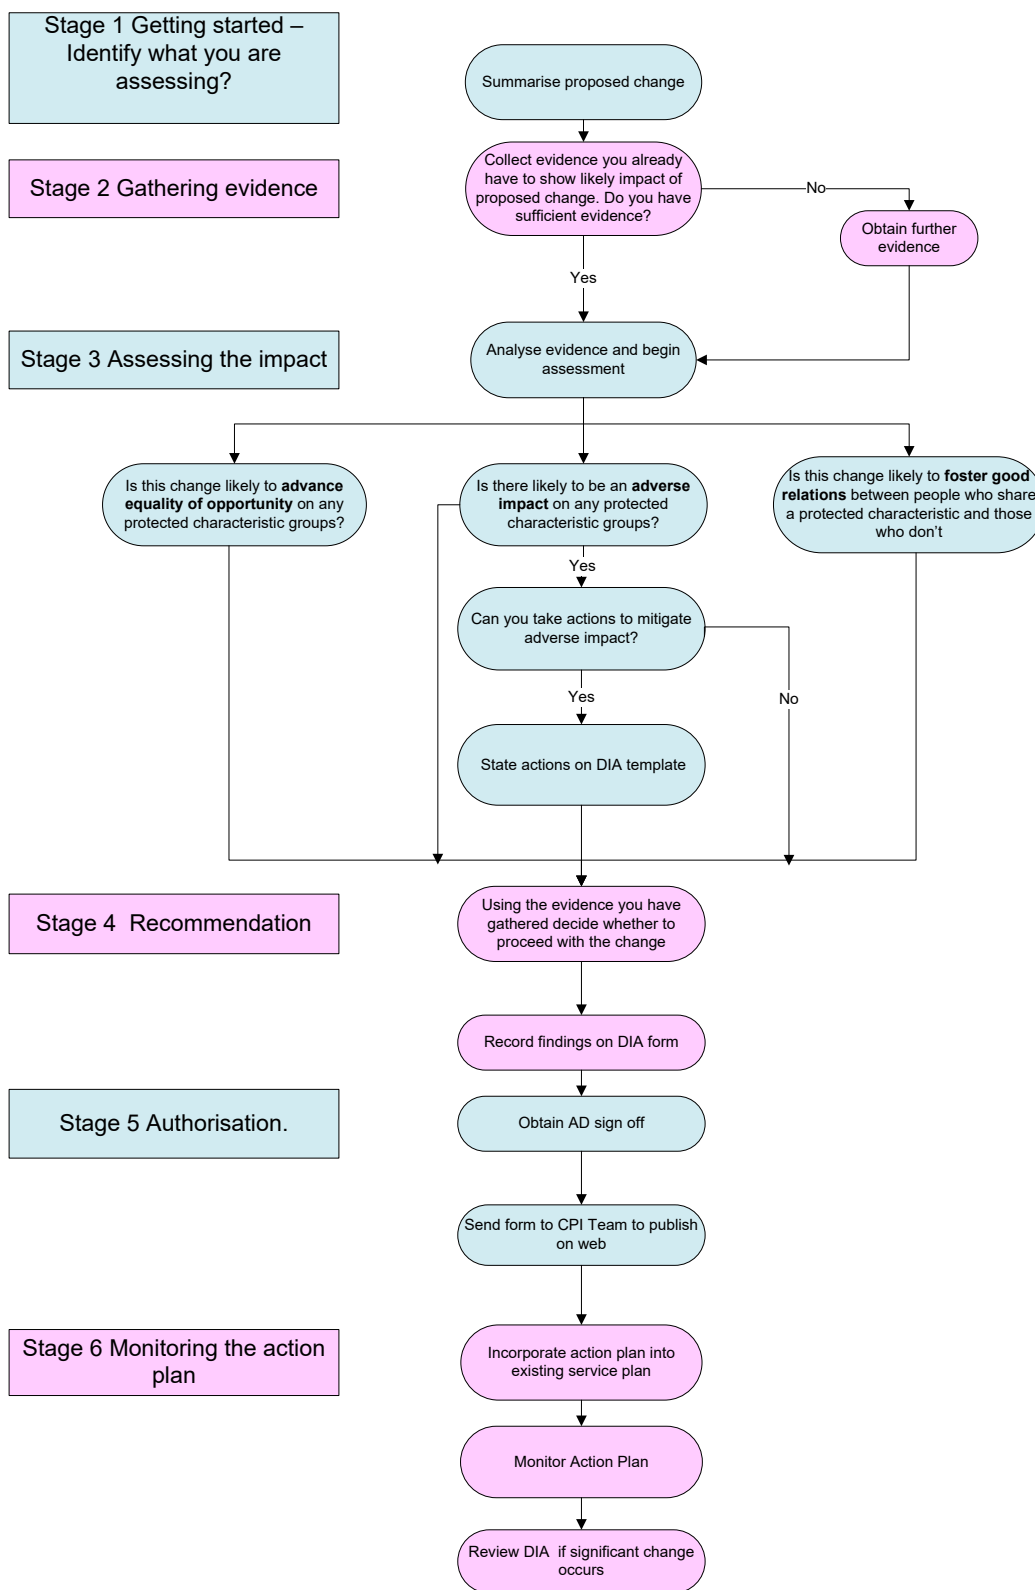 Stage 1 Getting started –
Identify what you are
assessing?
Summarise proposed change
Stage 2 Gathering evidence
Collect evidence you already
have to show likely impact of
proposed change. Do you have
sufficient evidence?
No
Obtain further
evidence
Yes
Stage 3 Assessing the impact
Analyse evidence and begin
assessment
Is this change likely to advance
equality of opportunity on any
protected characteristic groups?
Is there likely to be an adverse
impact on any protected
characteristic groups?
Is this change likely to foster good
relations between people who share
a protected characteristic and those
who don’t
Yes
Can you take actions to mitigate
adverse impact?
Yes
No
State actions on DIA template
Stage 4  Recommendation
Using the evidence you have
gathered decide whether to
proceed with the change
Record findings on DIA form
Stage 5 Authorisation.
Obtain AD sign off
Send form to CPI Team to publish
on web
Stage 6 Monitoring the action
plan
Incorporate action plan into
existing service plan
Monitor Action Plan
Review DIA  if significant change
occurs